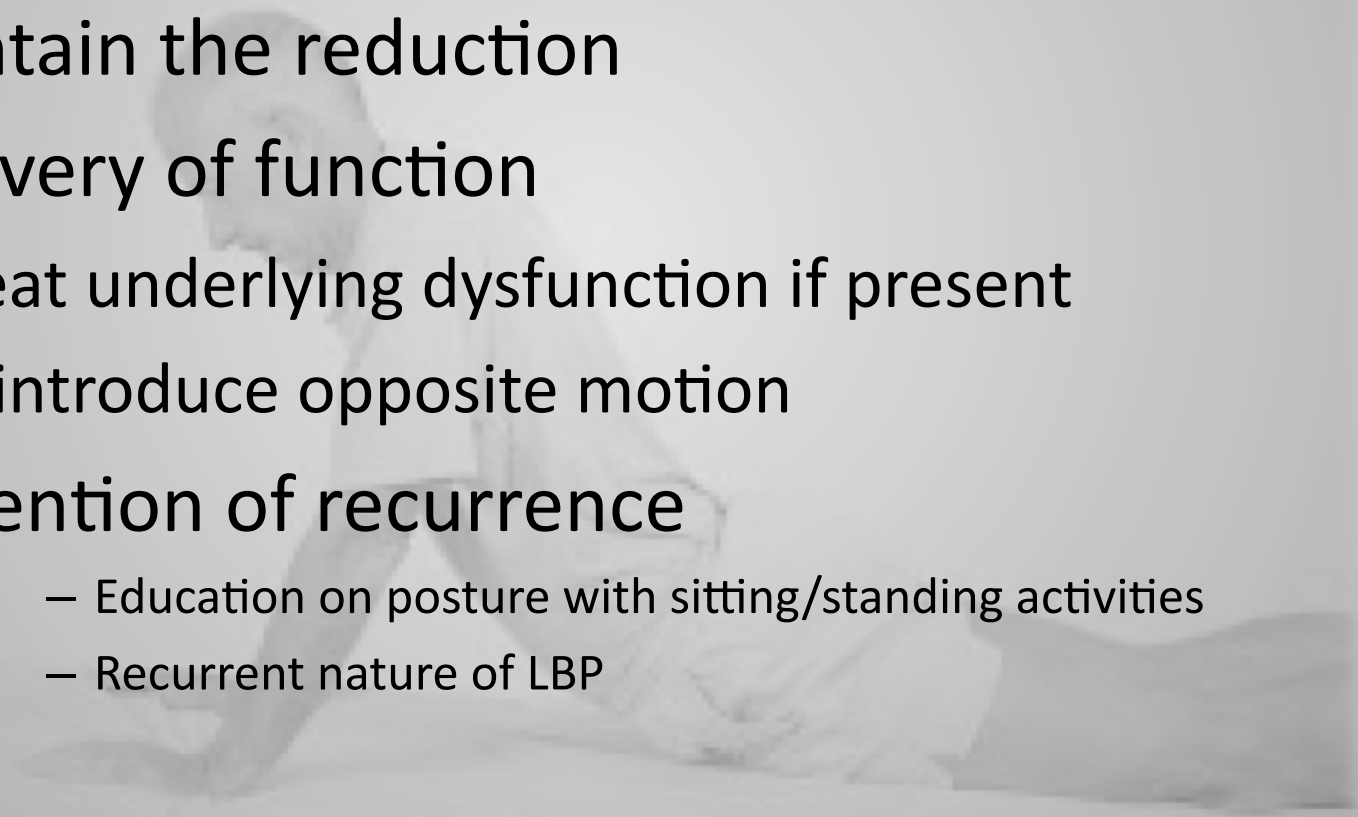 ntain the reduction
very of function
eat underlying dysfunction if present
introduce opposite motion
ention of recurrence
– Education on posture with sitting/standing activities
– Recurrent nature of LBP